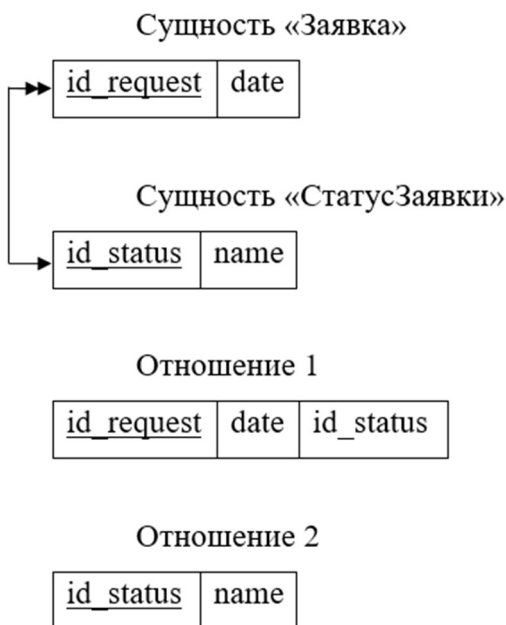 Сущность «Заявка»
id_request date
Сущность «СтатусЗаявки»
id_status name
Отношение 1
id_request date id_status
Отношение 2
id_status name